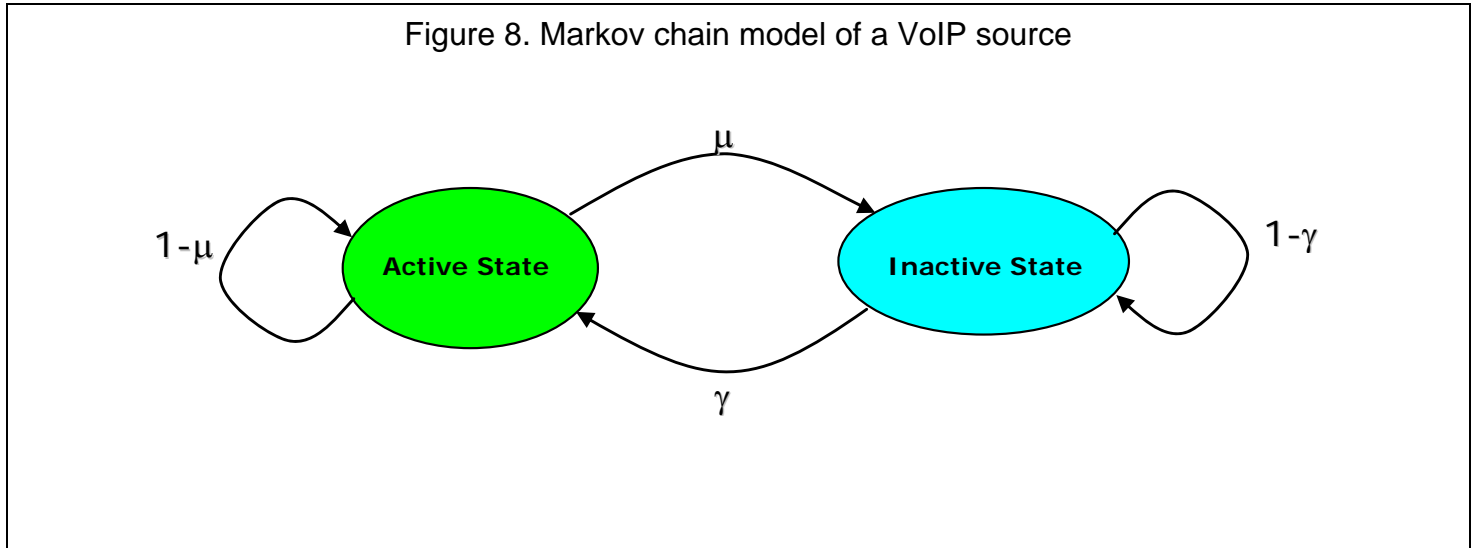 Figure 8. Markov chain model of a VoIP source
μ
1-μ
Active State
Inactive State
1-γ
γ